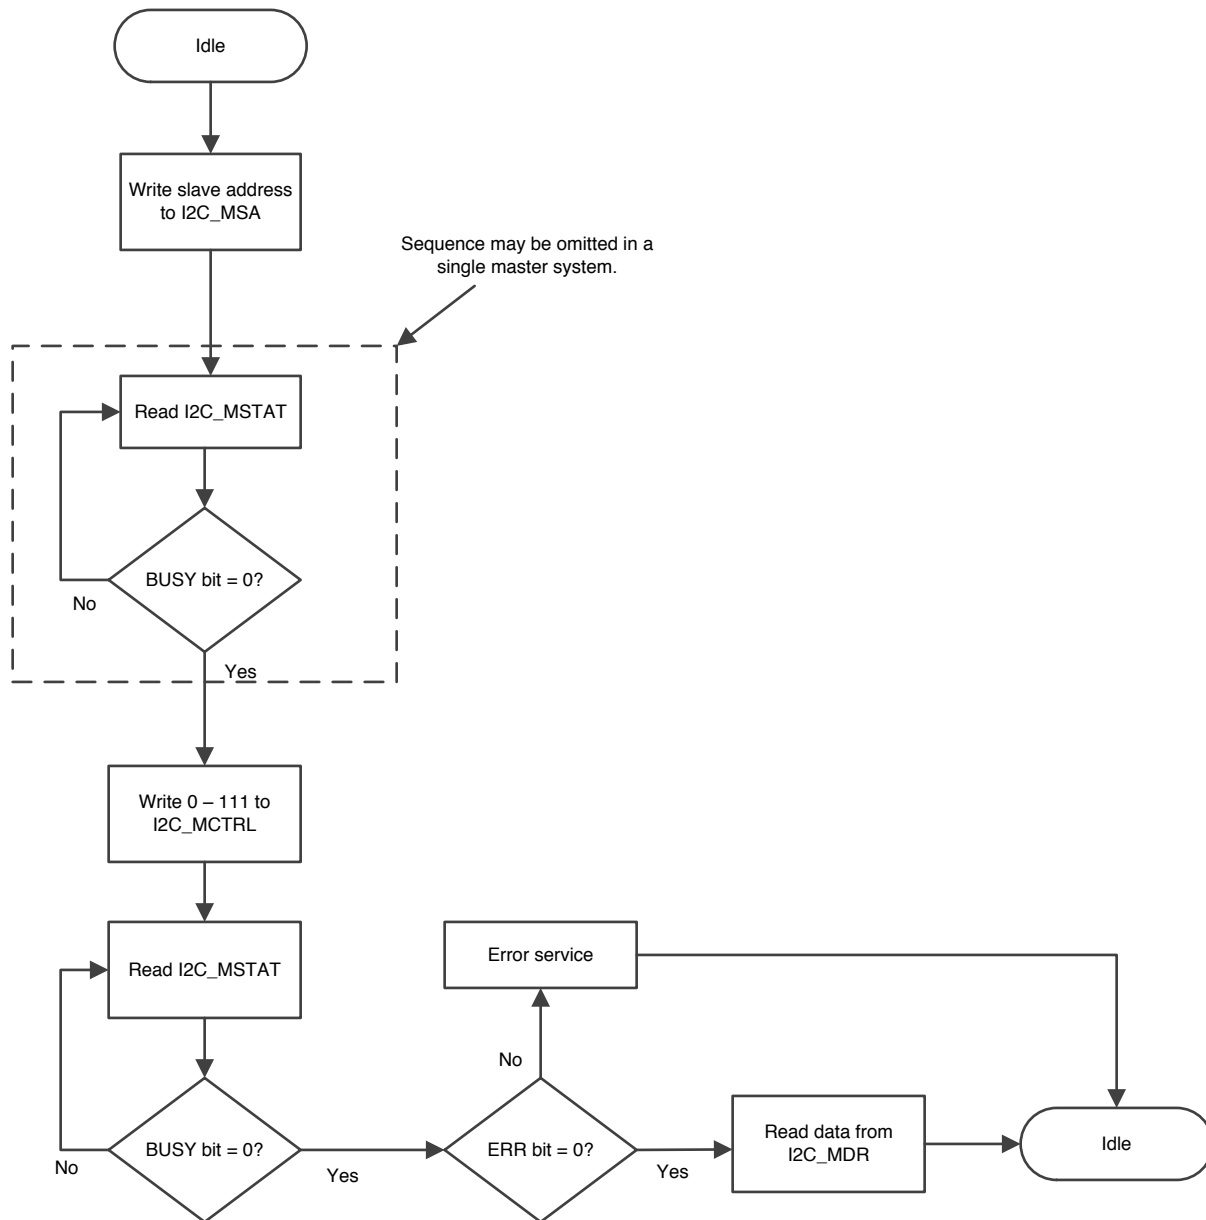 Idle
Write slave address
to I2C_MSA
Sequence may be omitted in a
single master system.
Read I2C_MSTAT
BUSY bit = 0?
No
Yes
Write 0 – 111 to
I2C_MCTRL
Read I2C_MSTAT
Error service
No
BUSY bit = 0?
No
Yes
ERR bit = 0?
Yes
Read data from
I2C_MDR
Idle